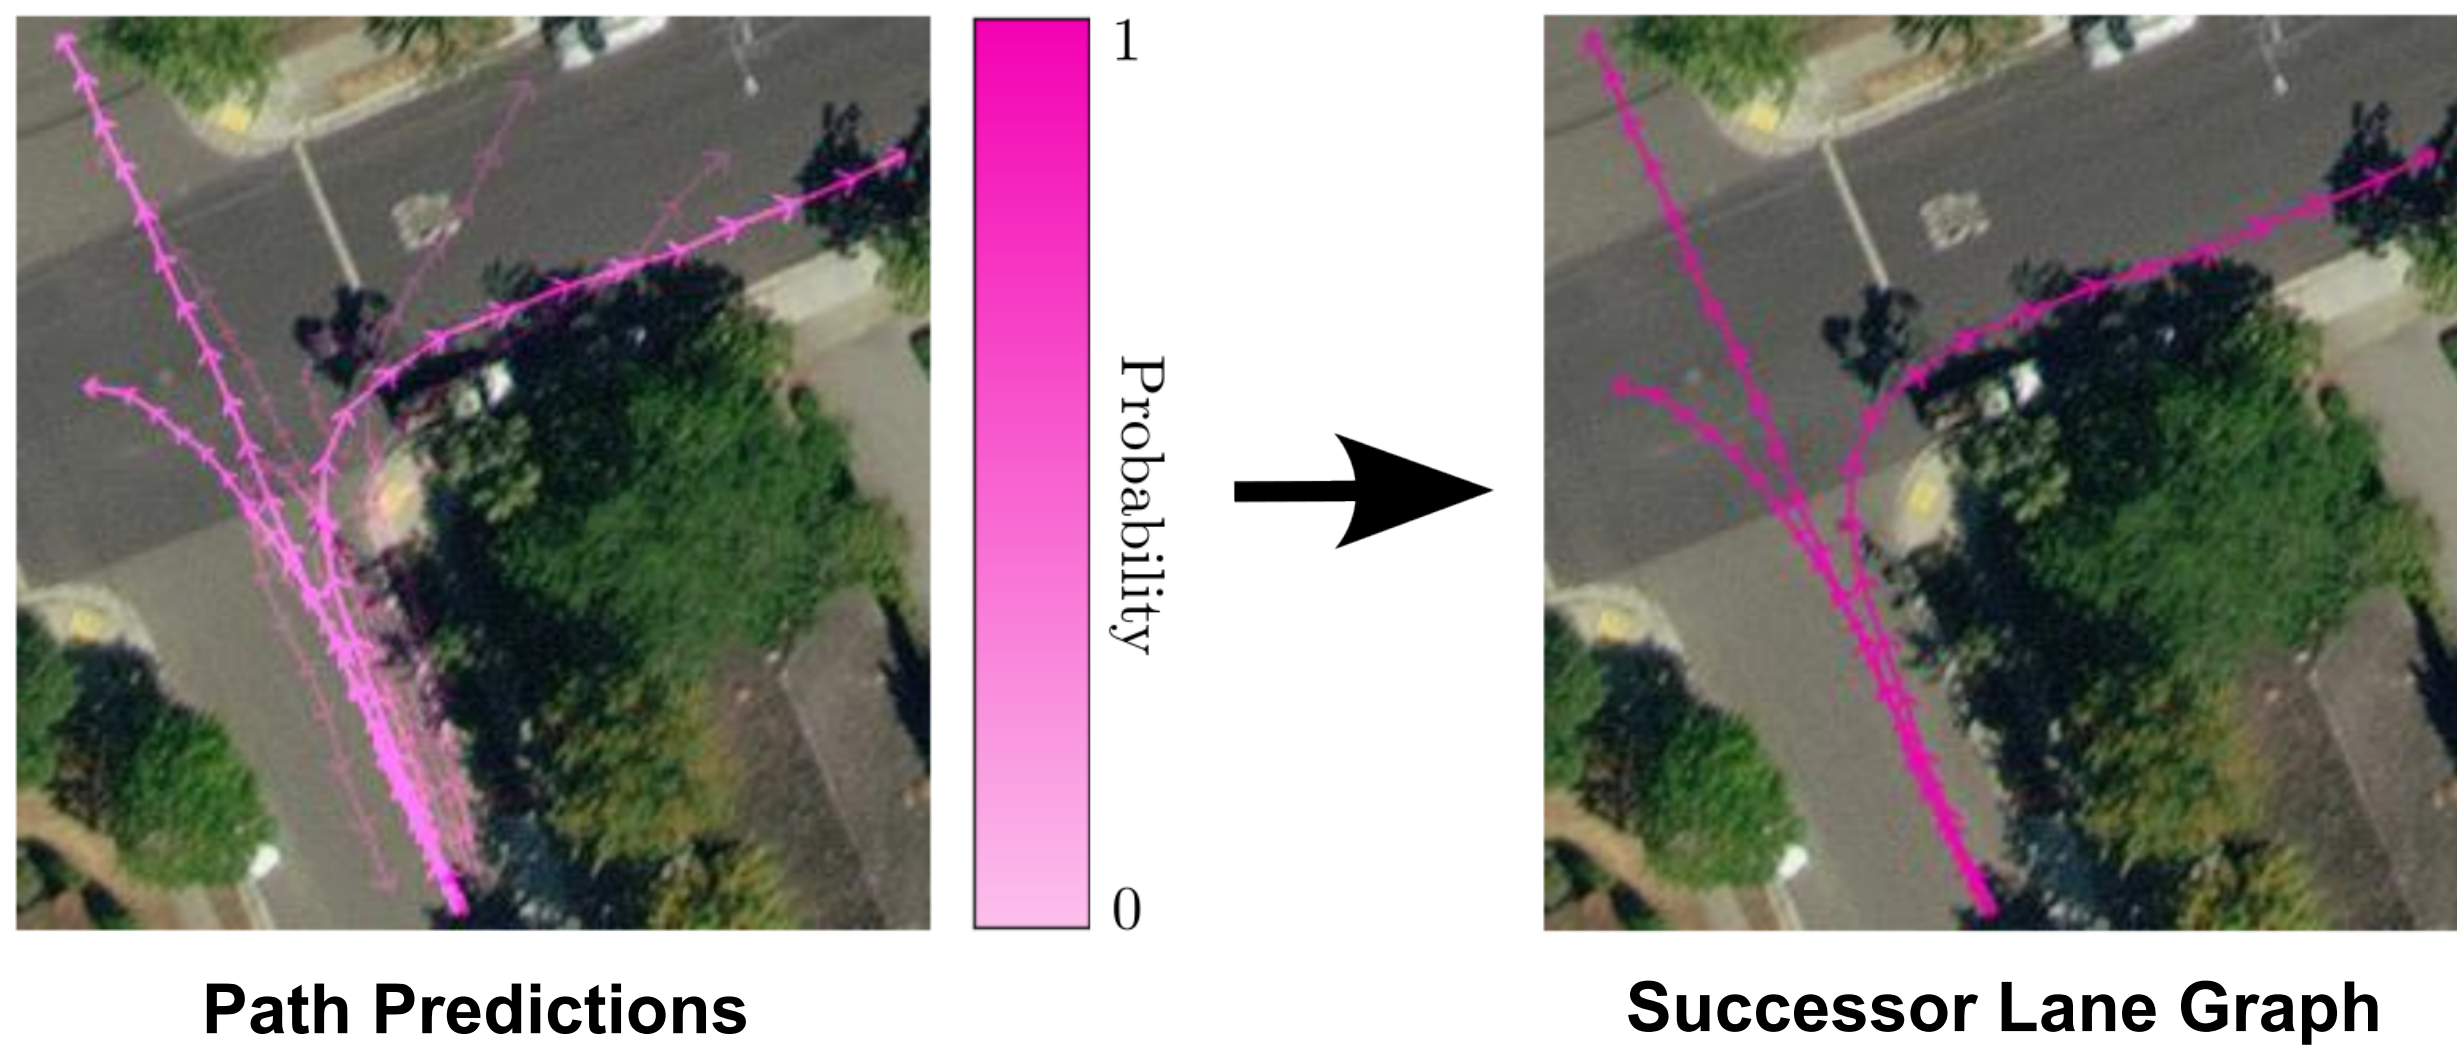 1
Probability
0
Path Predictions
Successor Lane Graph